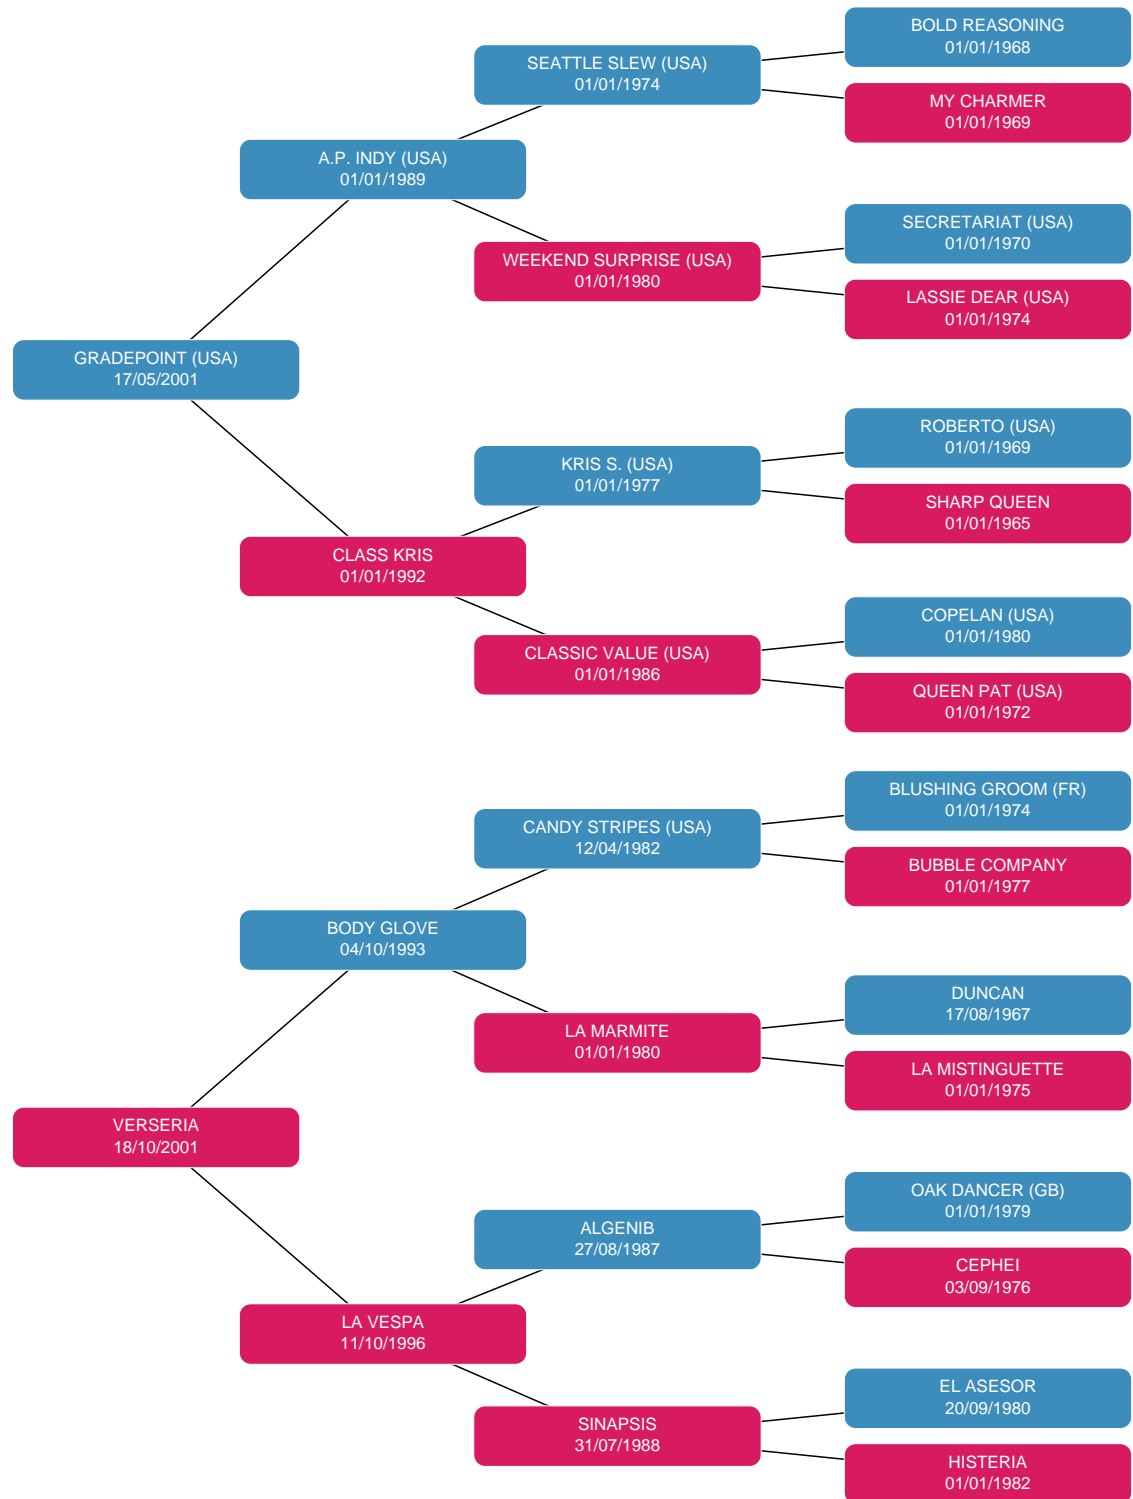 BOLD REASONING
01/01/1968
SEATTLE SLEW (USA)
01/01/1974
MY CHARMER
01/01/1969
A.P. INDY (USA)
01/01/1989
SECRETARIAT (USA)
01/01/1970
WEEKEND SURPRISE (USA)
01/01/1980
LASSIE DEAR (USA)
01/01/1974
GRADEPOINT (USA)
17/05/2001
ROBERTO (USA)
01/01/1969
KRIS S. (USA)
01/01/1977
SHARP QUEEN
01/01/1965
CLASS KRIS
01/01/1992
COPELAN (USA)
01/01/1980
CLASSIC VALUE (USA)
01/01/1986
QUEEN PAT (USA)
01/01/1972
BLUSHING GROOM (FR)
01/01/1974
CANDY STRIPES (USA)
12/04/1982
BUBBLE COMPANY
01/01/1977
BODY GLOVE
04/10/1993
DUNCAN
17/08/1967
LA MARMITE
01/01/1980
LA MISTINGUETTE
01/01/1975
VERSERIA
18/10/2001
OAK DANCER (GB)
01/01/1979
ALGENIB
27/08/1987
CEPHEI
03/09/1976
LA VESPA
11/10/1996
EL ASESOR
20/09/1980
SINAPSIS
31/07/1988
HISTERIA
01/01/1982